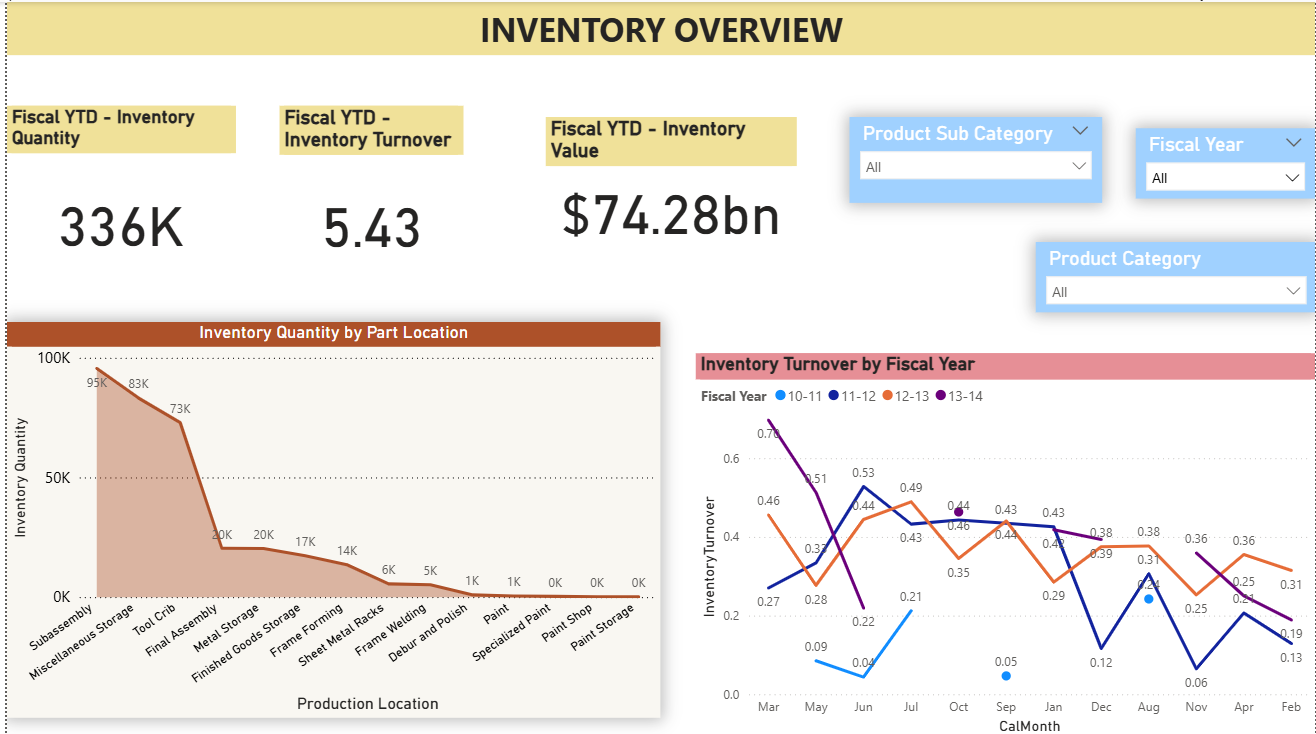 INVENTORY OVERVIEW
Fiscal YTD - Inventory
Quantity
336K
Fiscal YTD -
Inventory Turnover
5.43
Fiscal YTD - Inventory
Value
$74.28bn
Product Sub Category
All
Fiscal Year
All
Product Category
All
Inventory Quantity by Part Location
Inventory Quantity
100K
50K
0K
95K
83K
73K
20K
20K
17K
14K
6K
5K
1K
1K
0K
0K
0K
Subassembly
Miscellaneous Storage
Tool Crib
Final Assembly
Metal Storage
Finished Goods Storage
Frame Forming
Sheet Metal Racks
Frame Welding
Debur and Polish
Paint
Specialized Paint
Paint Shop
Paint Storage
Production Location
Inventory Turnover by Fiscal Year
Fiscal Year 10-11 11-12 12-13 13-14
InventoryTurnover
0.6
0.4
0.2
0.0
0.70
0.46
0.27
0.51
0.33
0.28
0.09
0.53
0.44
0.22
0.04
0.49
0.43
0.21
0.44
0.46
0.35
0.43
0.44
0.05
0.43
0.42
0.29
0.38
0.39
0.12
0.38
0.31
0.24
0.36
0.25
0.06
0.36
0.25
0.21
0.31
0.19
0.13
Mar May Jun Jul Oct Sep Jan Dec Aug Nov Apr Feb
CalMonth